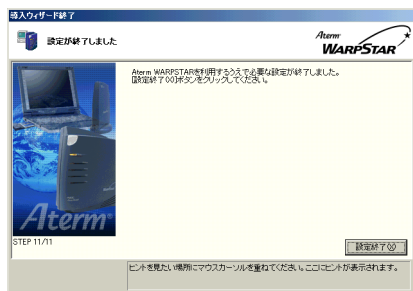 導入ウィザード終了
設定が終了しました
Aterm
WARPSTAR
Aterm WARPSTARを利用するうえで必要な設定が終了しました。
[設定終了(X)]ボタンをクリックしてください。
Aterm
STEP 11/11
設定終了(X)
ヒントを見たい場所にマウスカーソルを重ねてください。ここにヒントが表示されます。